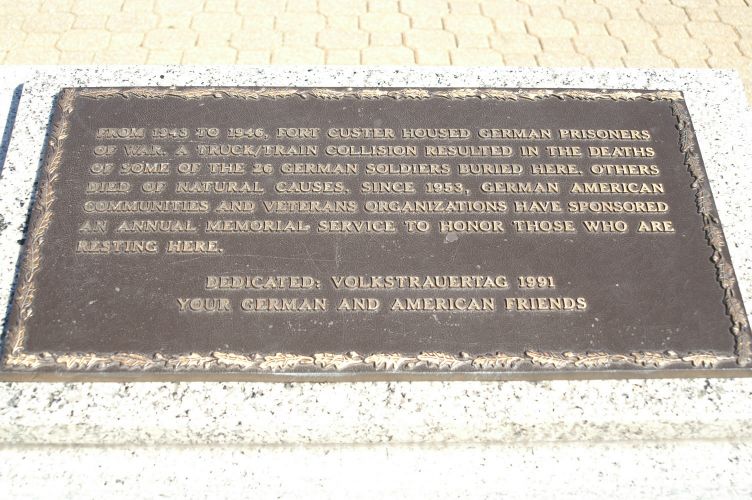 FROM 1943 TO 1946, FORT CUSTER HOUSED GERMAN PRISONERS
OF WAR. A TRUCK/TRAIN COLLISION RESULTED IN THE DEATHS
OF SOME OF THE 26 GERMAN SOLDIERS BURIED HERE. OTHERS
DIED OF NATURAL CAUSES. SINCE 1953, GERMAN AMERICAN
COMMUNITIES AND VETERANS ORGANIZATIONS HAVE SPONSORED
AN ANNUAL MEMORIAL SERVICE TO HONOR THOSE WHO ARE
RESTING HERE.
DEDICATED: VOLKSTRAUERTAG 1991
YOUR GERMAN AND AMERICAN FRIENDS